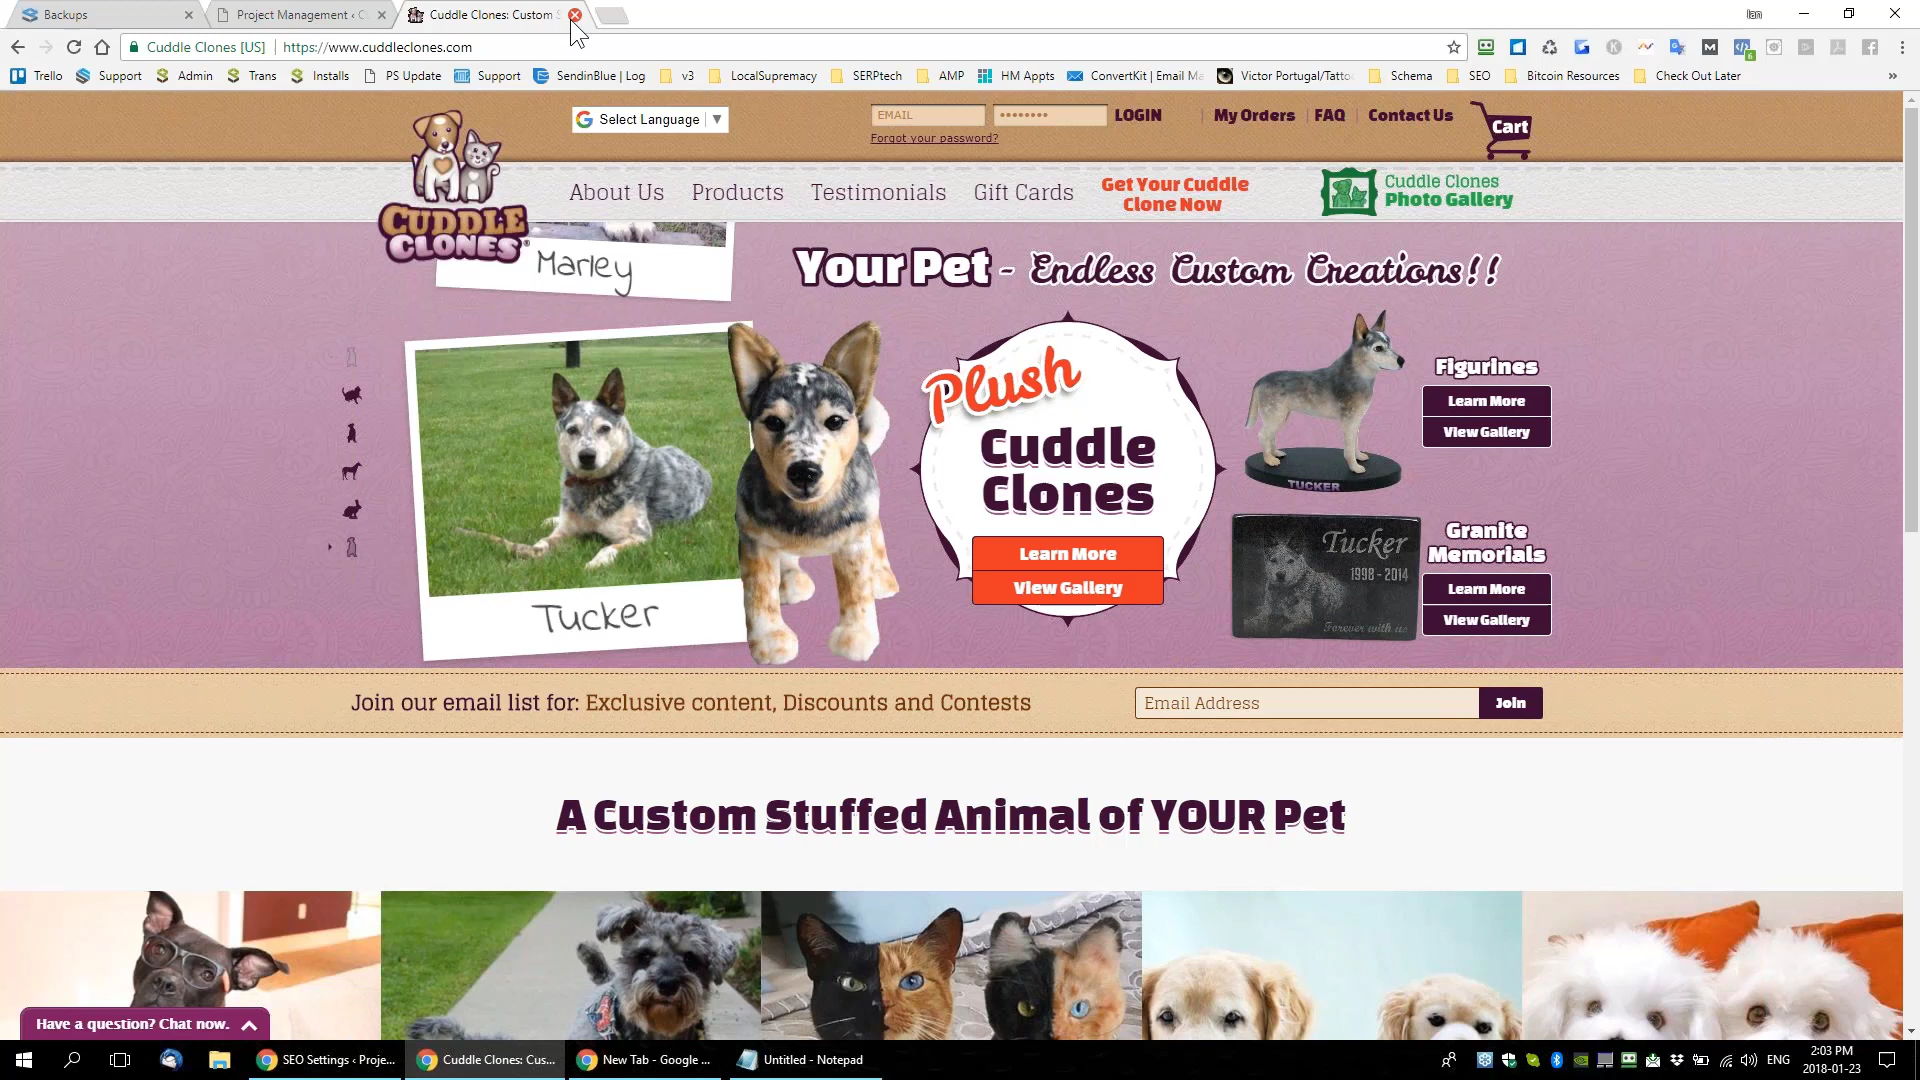 Backups
Project Management ‹ C
Cuddle Clones: Custom
Ian
Cuddle Clones [US]
https://www.cuddleclones.com
Trello
Support
Admin
Trans
Installs
PS Update
Support
SendinBlue | Log
v3
LocalSupremacy
SERPtech
AMP
HM Appts
ConvertKit | Email Ma
Victor Portugal/Tatto
Schema
SEO
Bitcoin Resources
Check Out Later
Select Language
EMAIL
LOGIN
My Orders
FAQ
Contact Us
Cart
Forgot your password?
CUDDLE
CLONES
About Us
Products
Testimonials
Gift Cards
Get Your Cuddle
Clone Now
Cuddle Clones
Photo Gallery
Marley
Your Pet - Endless Custom Creations!!
Plush
Cuddle
Clones
Learn More
View Gallery
Tucker
TUCKER
Figurines
Learn More
View Gallery
Tucker
1998 - 2014
Forever with us
Granite
Memorials
Learn More
View Gallery
Join our email list for: Exclusive content, Discounts and Contests
Email Address
Join
A Custom Stuffed Animal of YOUR Pet
Have a question? Chat now.
SEO Settings ‹ Proje...
Cuddle Clones: Cus...
New Tab - Google ...
Untitled - Notepad
ENG
2:03 PM
2018-01-23